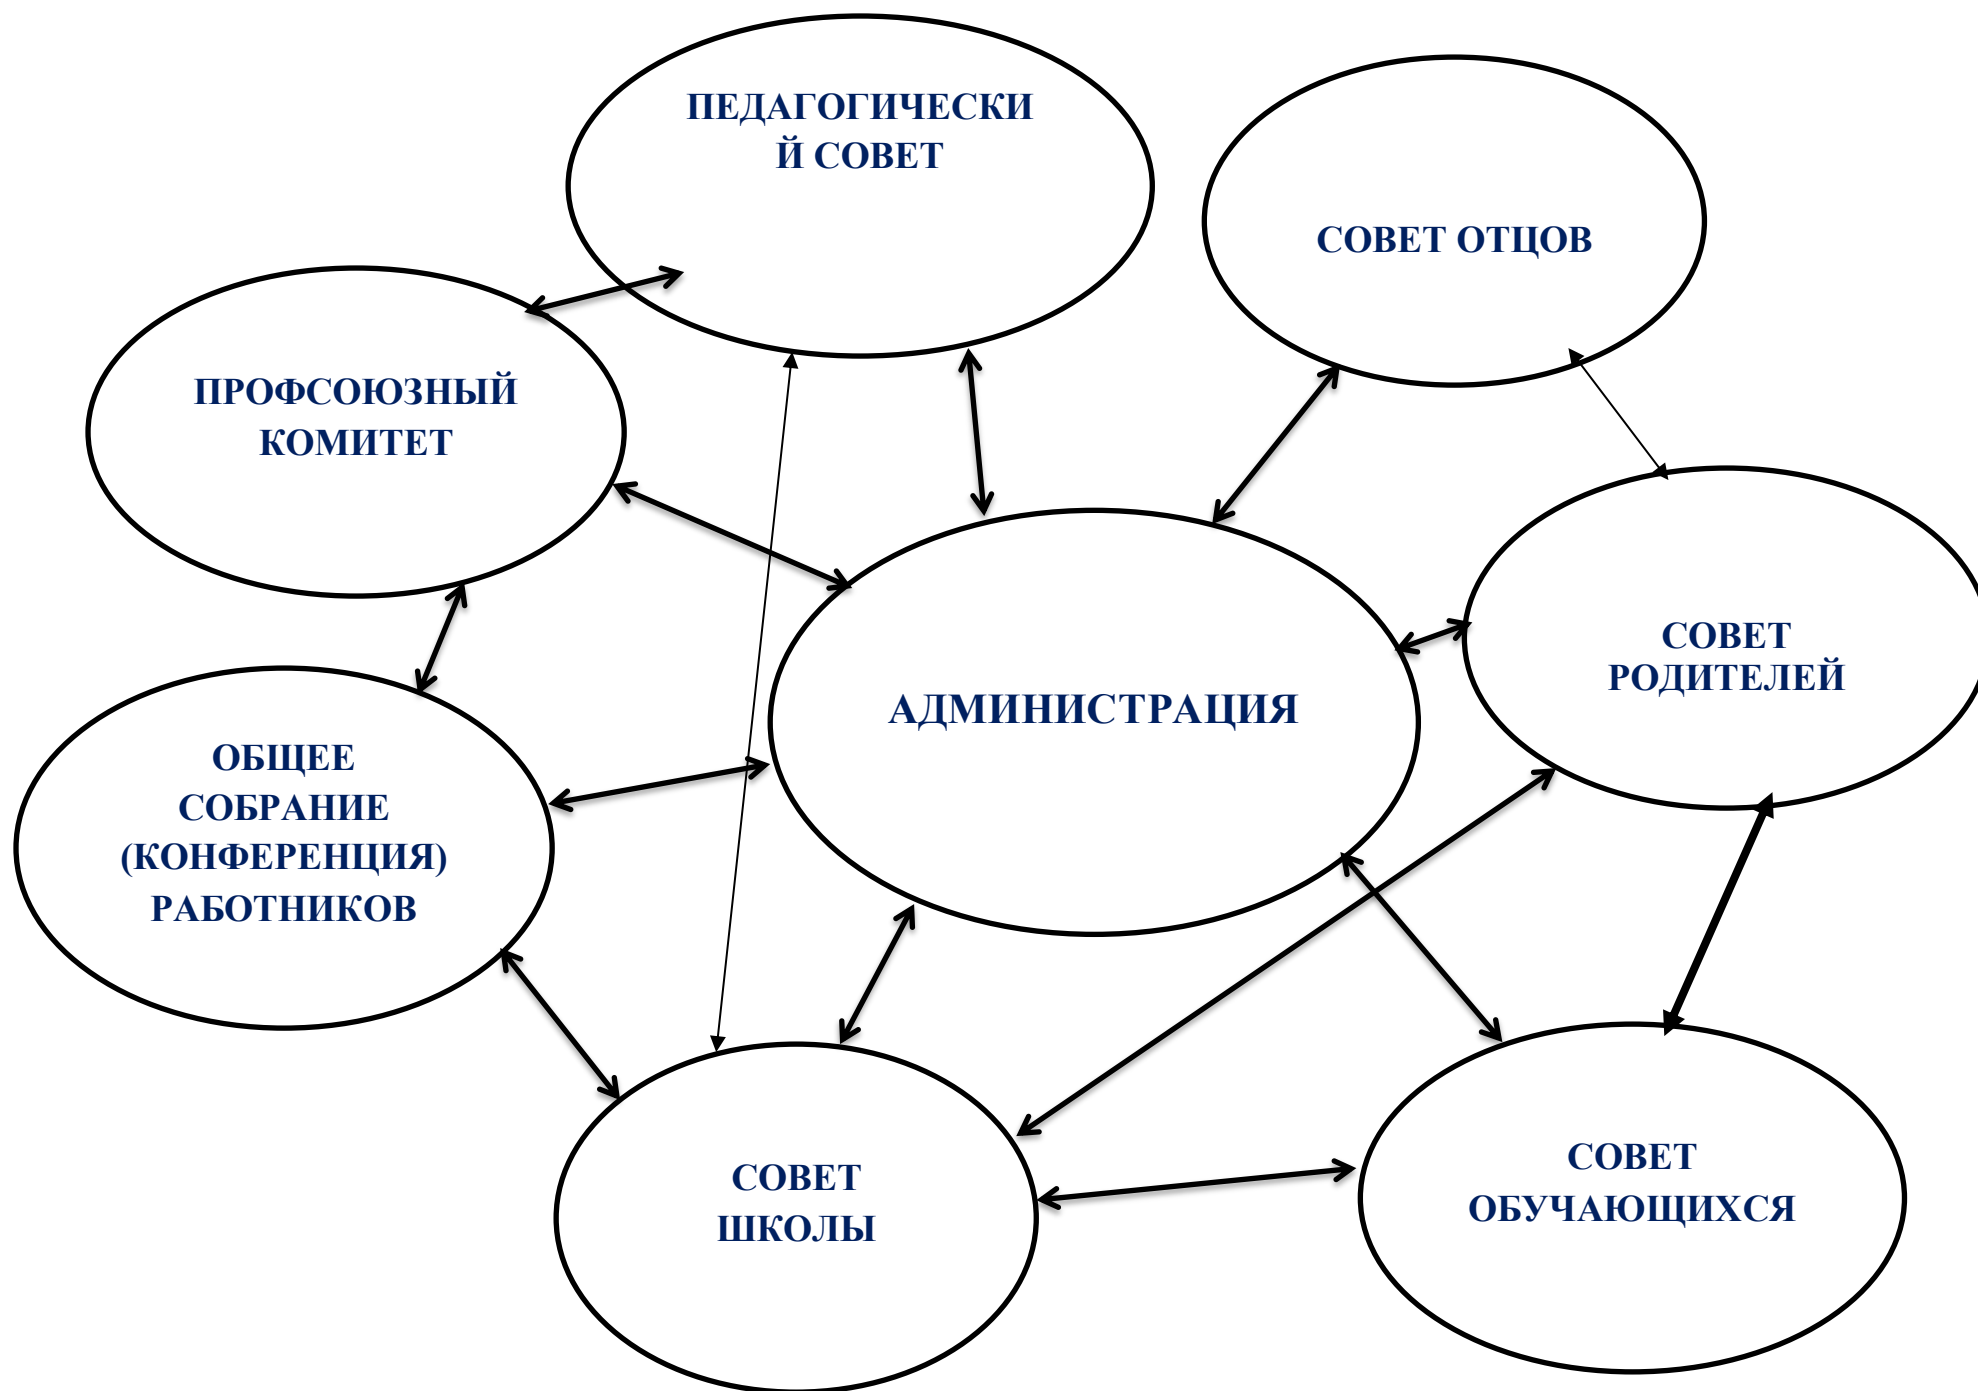 ПЕДАГОГИЧЕСКИ
Й СОВЕТ
СОВЕТ ОТЦОВ
ПРОФСОЮЗНЫЙ
КОМИТЕТ
СОВЕТ
РОДИТЕЛЕЙ
АДМИНИСТРАЦИЯ
ОБЩЕЕ
СОБРАНИЕ
(КОНФЕРЕНЦИЯ)
РАБОТНИКОВ
СОВЕТ
ШКОЛЫ
СОВЕТ
ОБУЧАЮЩИХСЯ